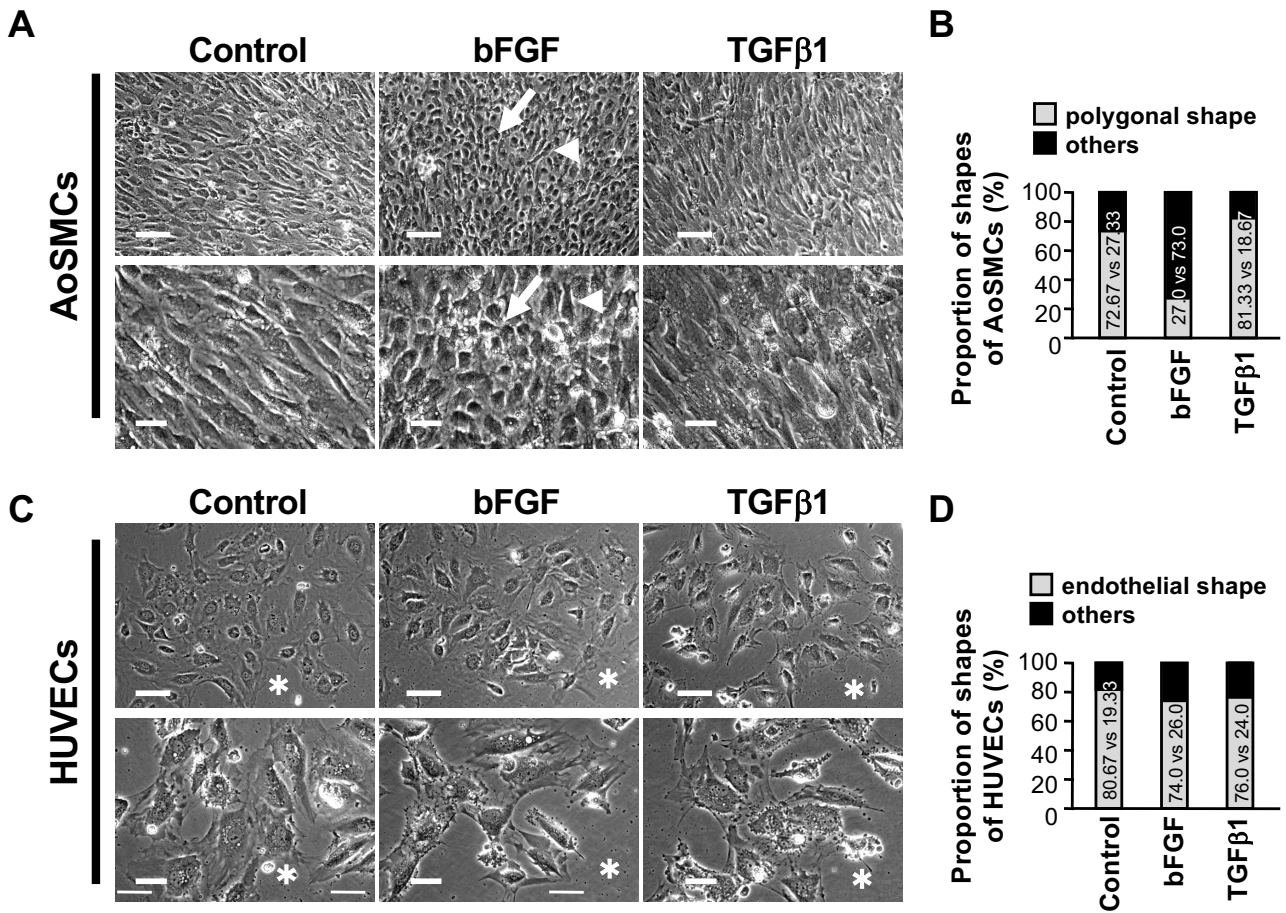 A
Control
bFGF
TGFβ1
AoSMCs
B
polygonal shape
others
Proportion of shapes
of AoSMCs (%)
100
80
60
40
20
0
72.67 vs 27.33
27.0 vs 73.0
81.33 vs 18.67
Control
bFGF
TGFβ1
C
Control
bFGF
TGFβ1
HUVECs
*
*
*
*
*
*
D
endothelial shape
others
Proportion of shapes
of HUVECs (%)
100
80
60
40
20
0
80.67 vs 19.33
74.0 vs 26.0
76.0 vs 24.0
Control
bFGF
TGFβ1